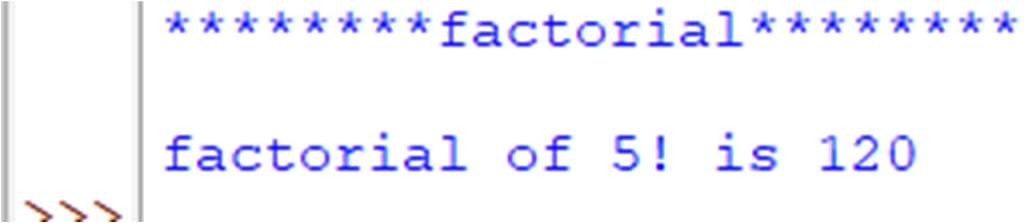 ********factorial********
factorial of 5! is 120
>>>